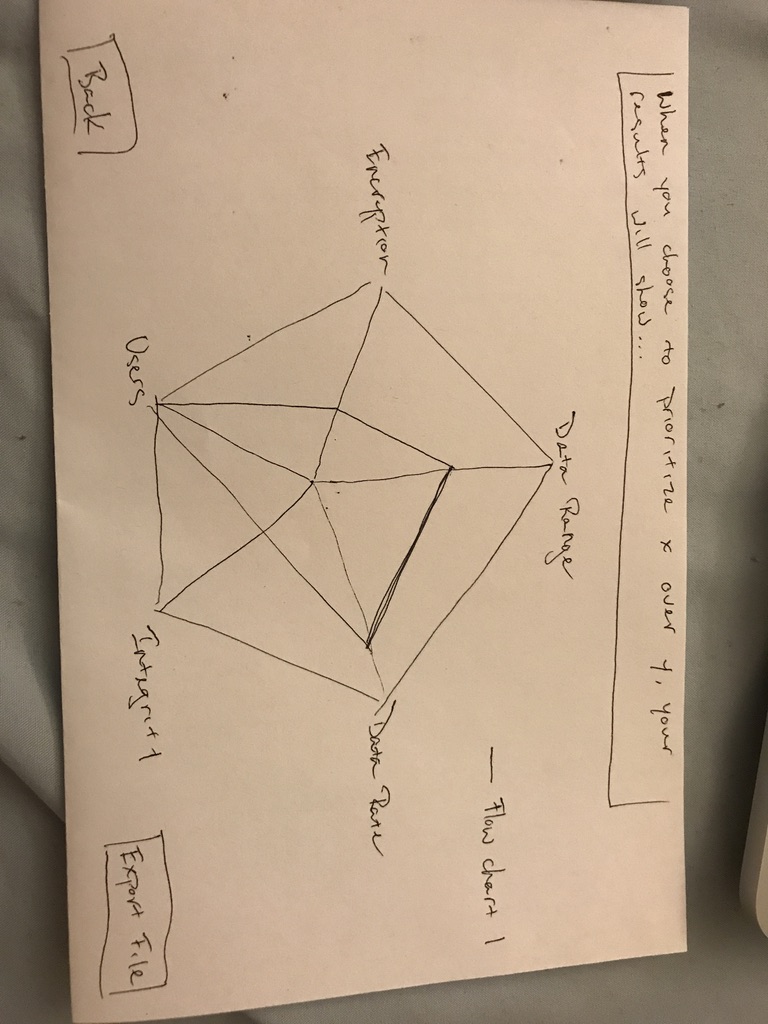 When you choose to prioritize x over y, your
results will show...
Data Range
— Flow chart 1
Encryption
Data Rate
Users
Integrity
Back
Export File